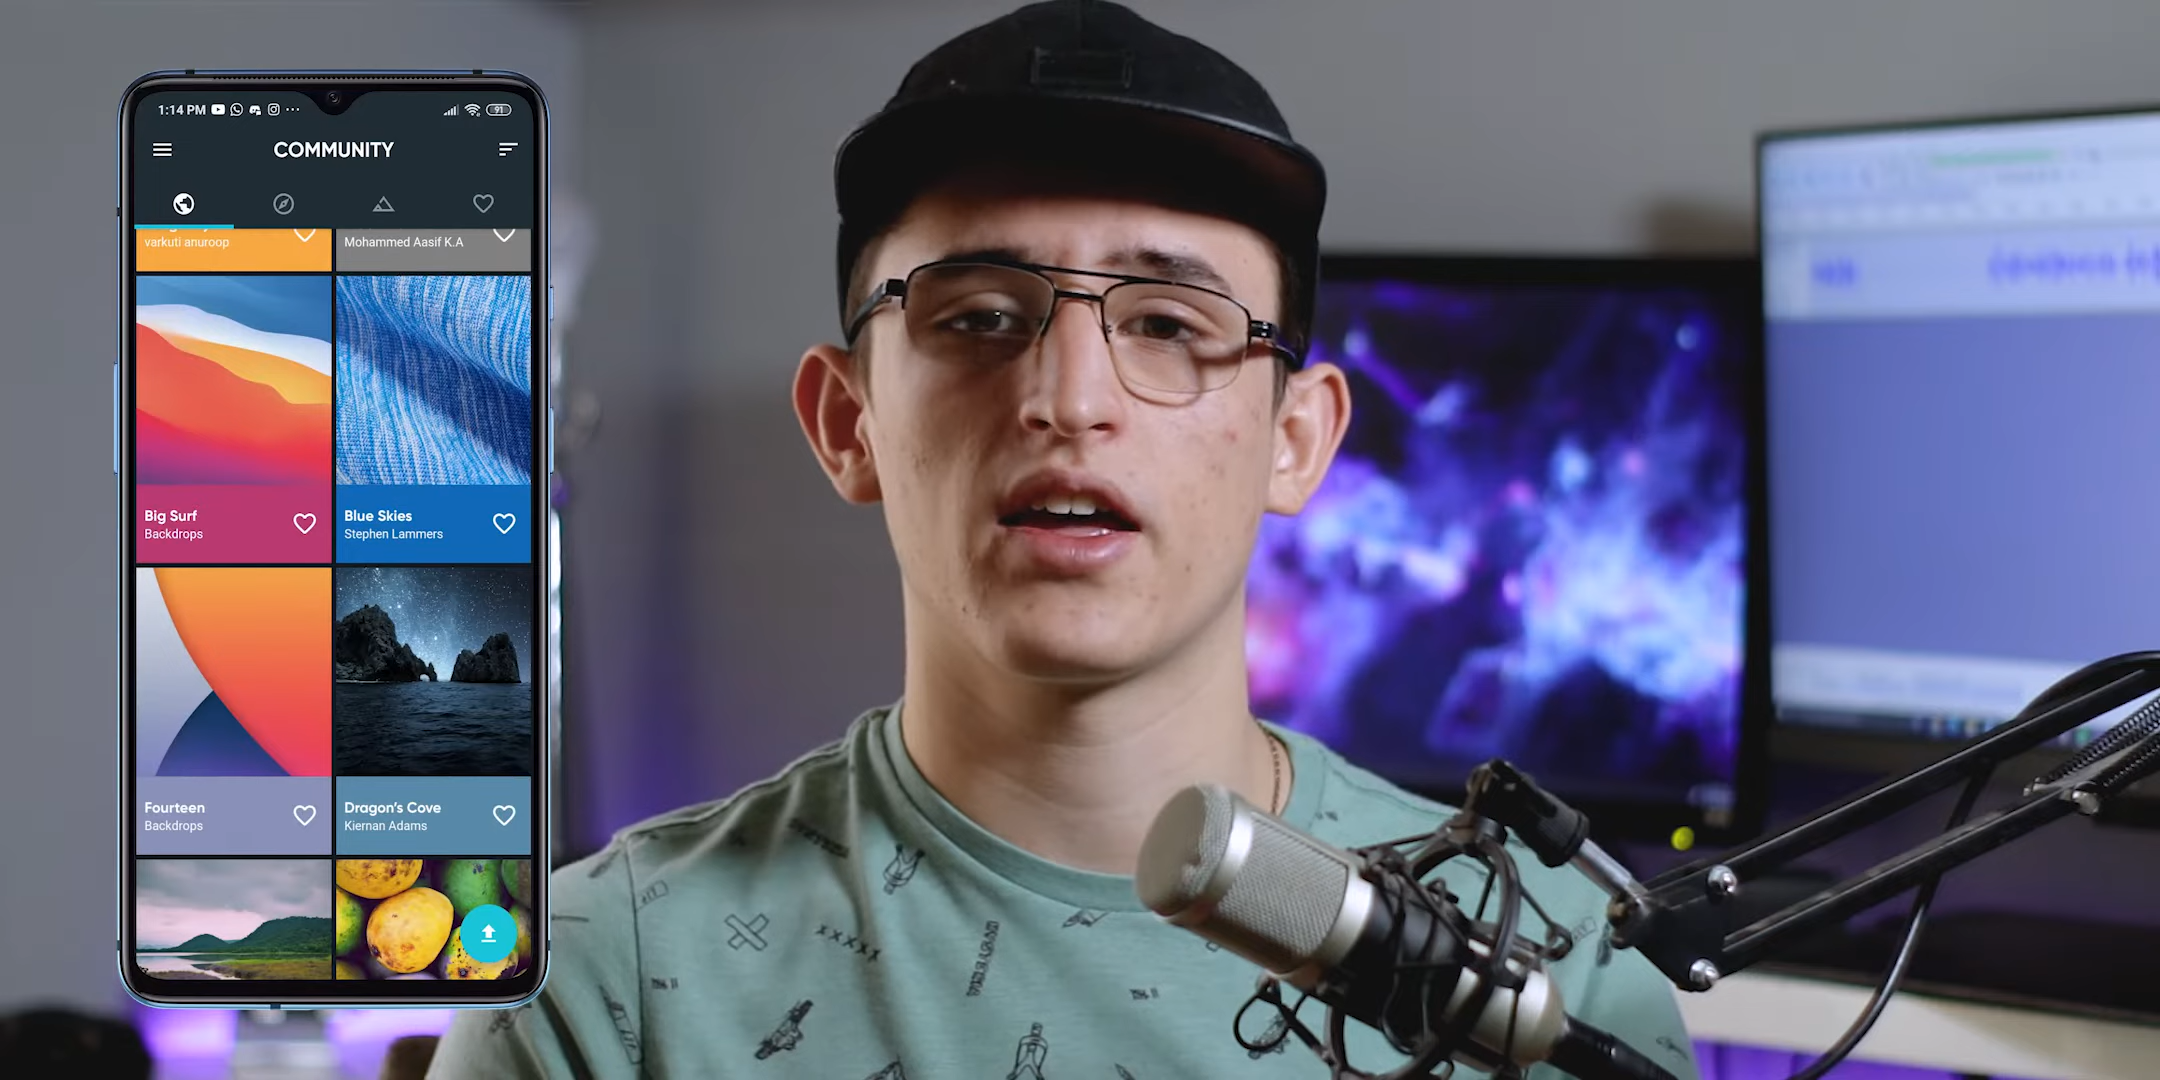 1:14 PM
91
COMMUNITY
varkuti anuroop
Mohammed Aasif K.A
Big Surf
Backdrops
Blue Skies
Stephen Lammers
Fourteen
Backdrops
Dragon's Cove
Kiernan Adams